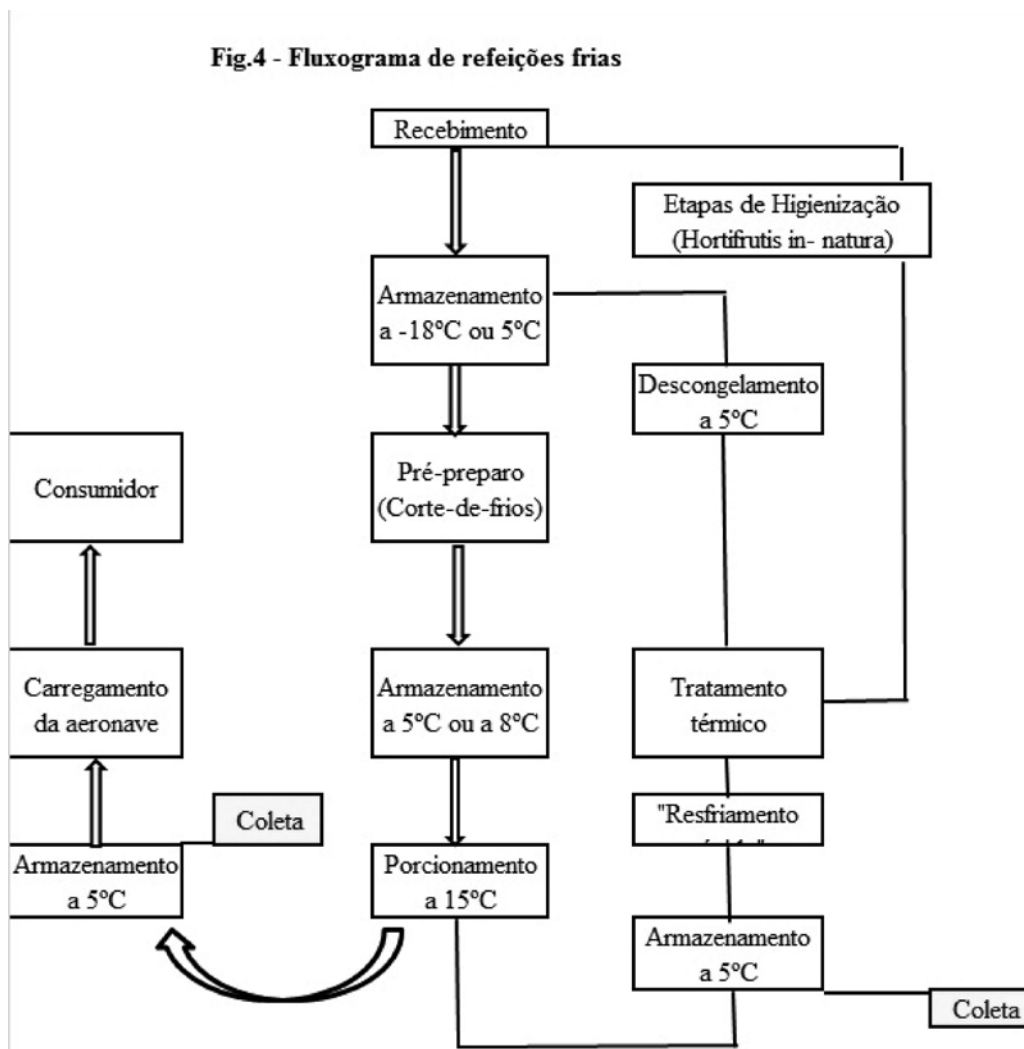 Fig.4 - Fluxograma de refeições frias
Recebimento
Etapas de Higienização
(Hortifrutis in- natura)
Armazenamento
a -18ºC ou 5ºC
Descongelamento
a 5ºC
Consumidor
Pré-preparo
(Corte-de-frios)
Carregamento
da aeronave
Armazenamento
a 5ºC ou a 8ºC
Tratamento
térmico
"Resfriamento
Coleta
Armazenamento
a 5ºC
Porcionamento
a 15ºC
Armazenamento
a 5ºC
Coleta